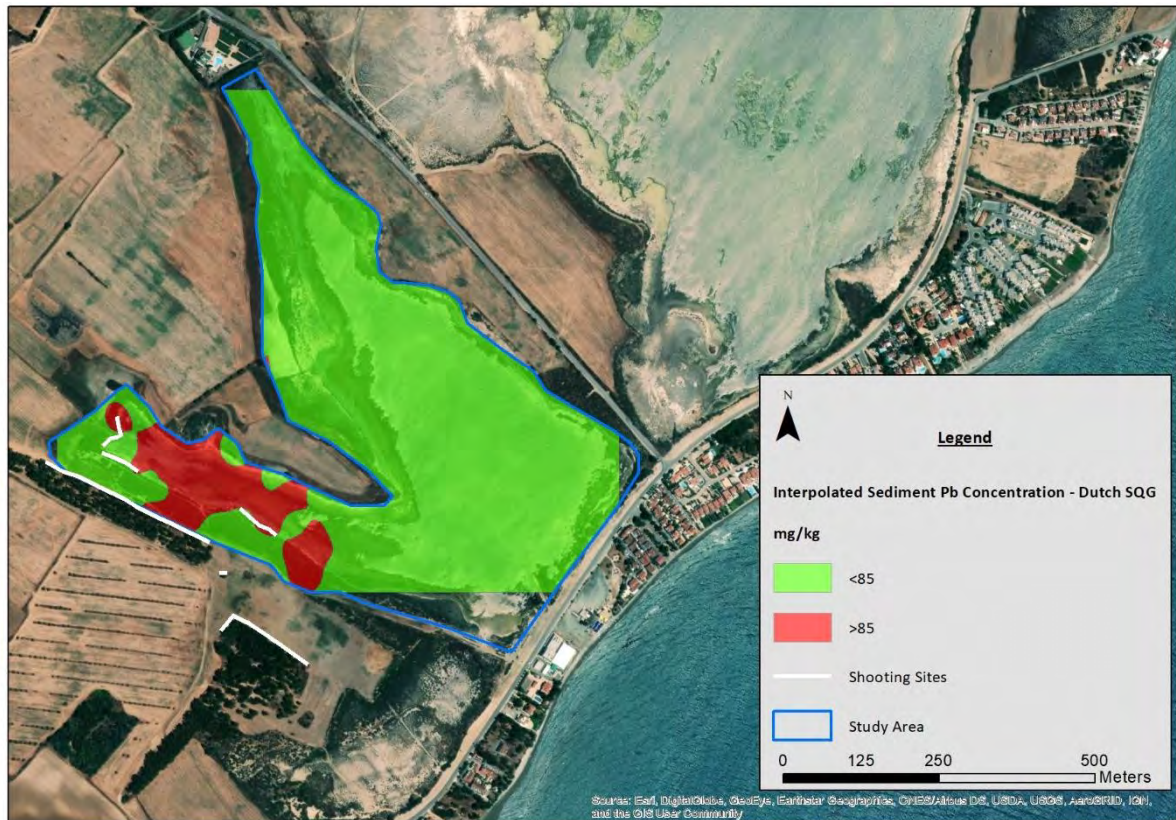 N
Legend
Interpolated Sediment Pb Concentration - Dutch SQG
mg/kg
<85
>85
Shooting Sites
Study Area
0 125 250 500
Meters
Source: Esri, DigitalGlobe, GeoEye, Earthstar Geographics, CNES/Airbus DS, USDA, USGS, AeroGRID, IGN,
and the GIS User Community